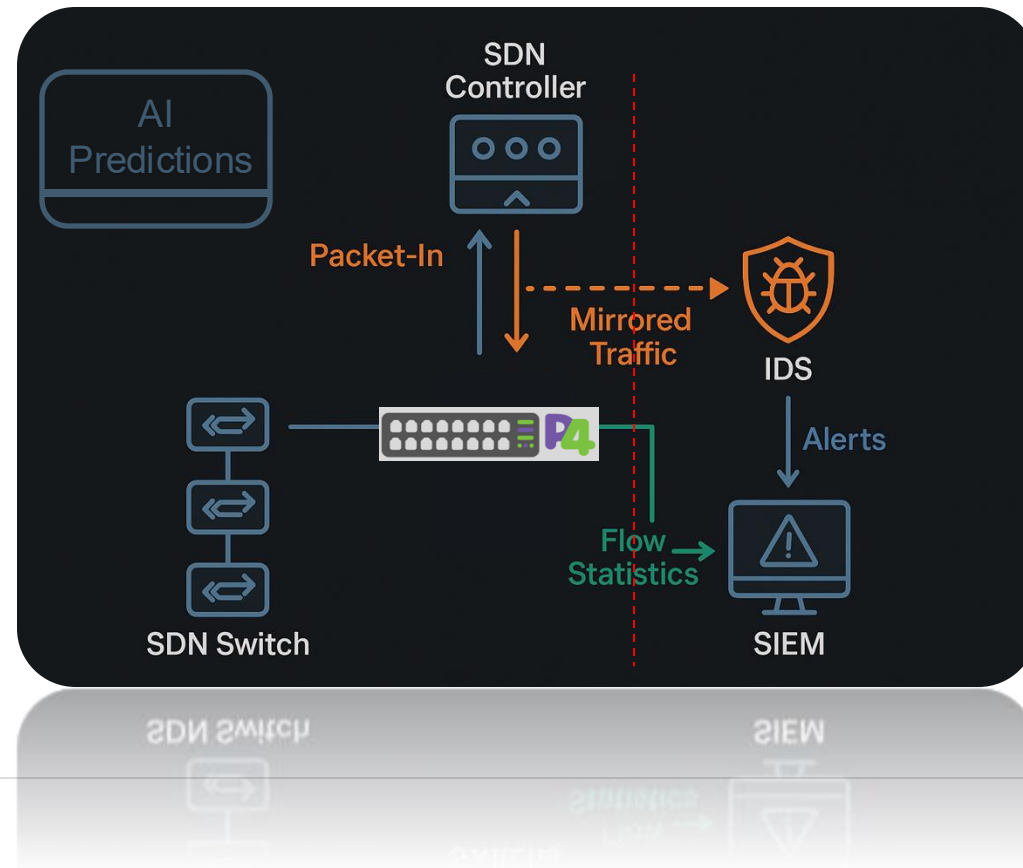 SDN
Controller
AI
Predictions
Packet-In
Mirrored
Traffic
IDS
Alerts
P4
Flow
Statistics
SDN Switch
SIEM
SDN Switch
SIEM
Statistics